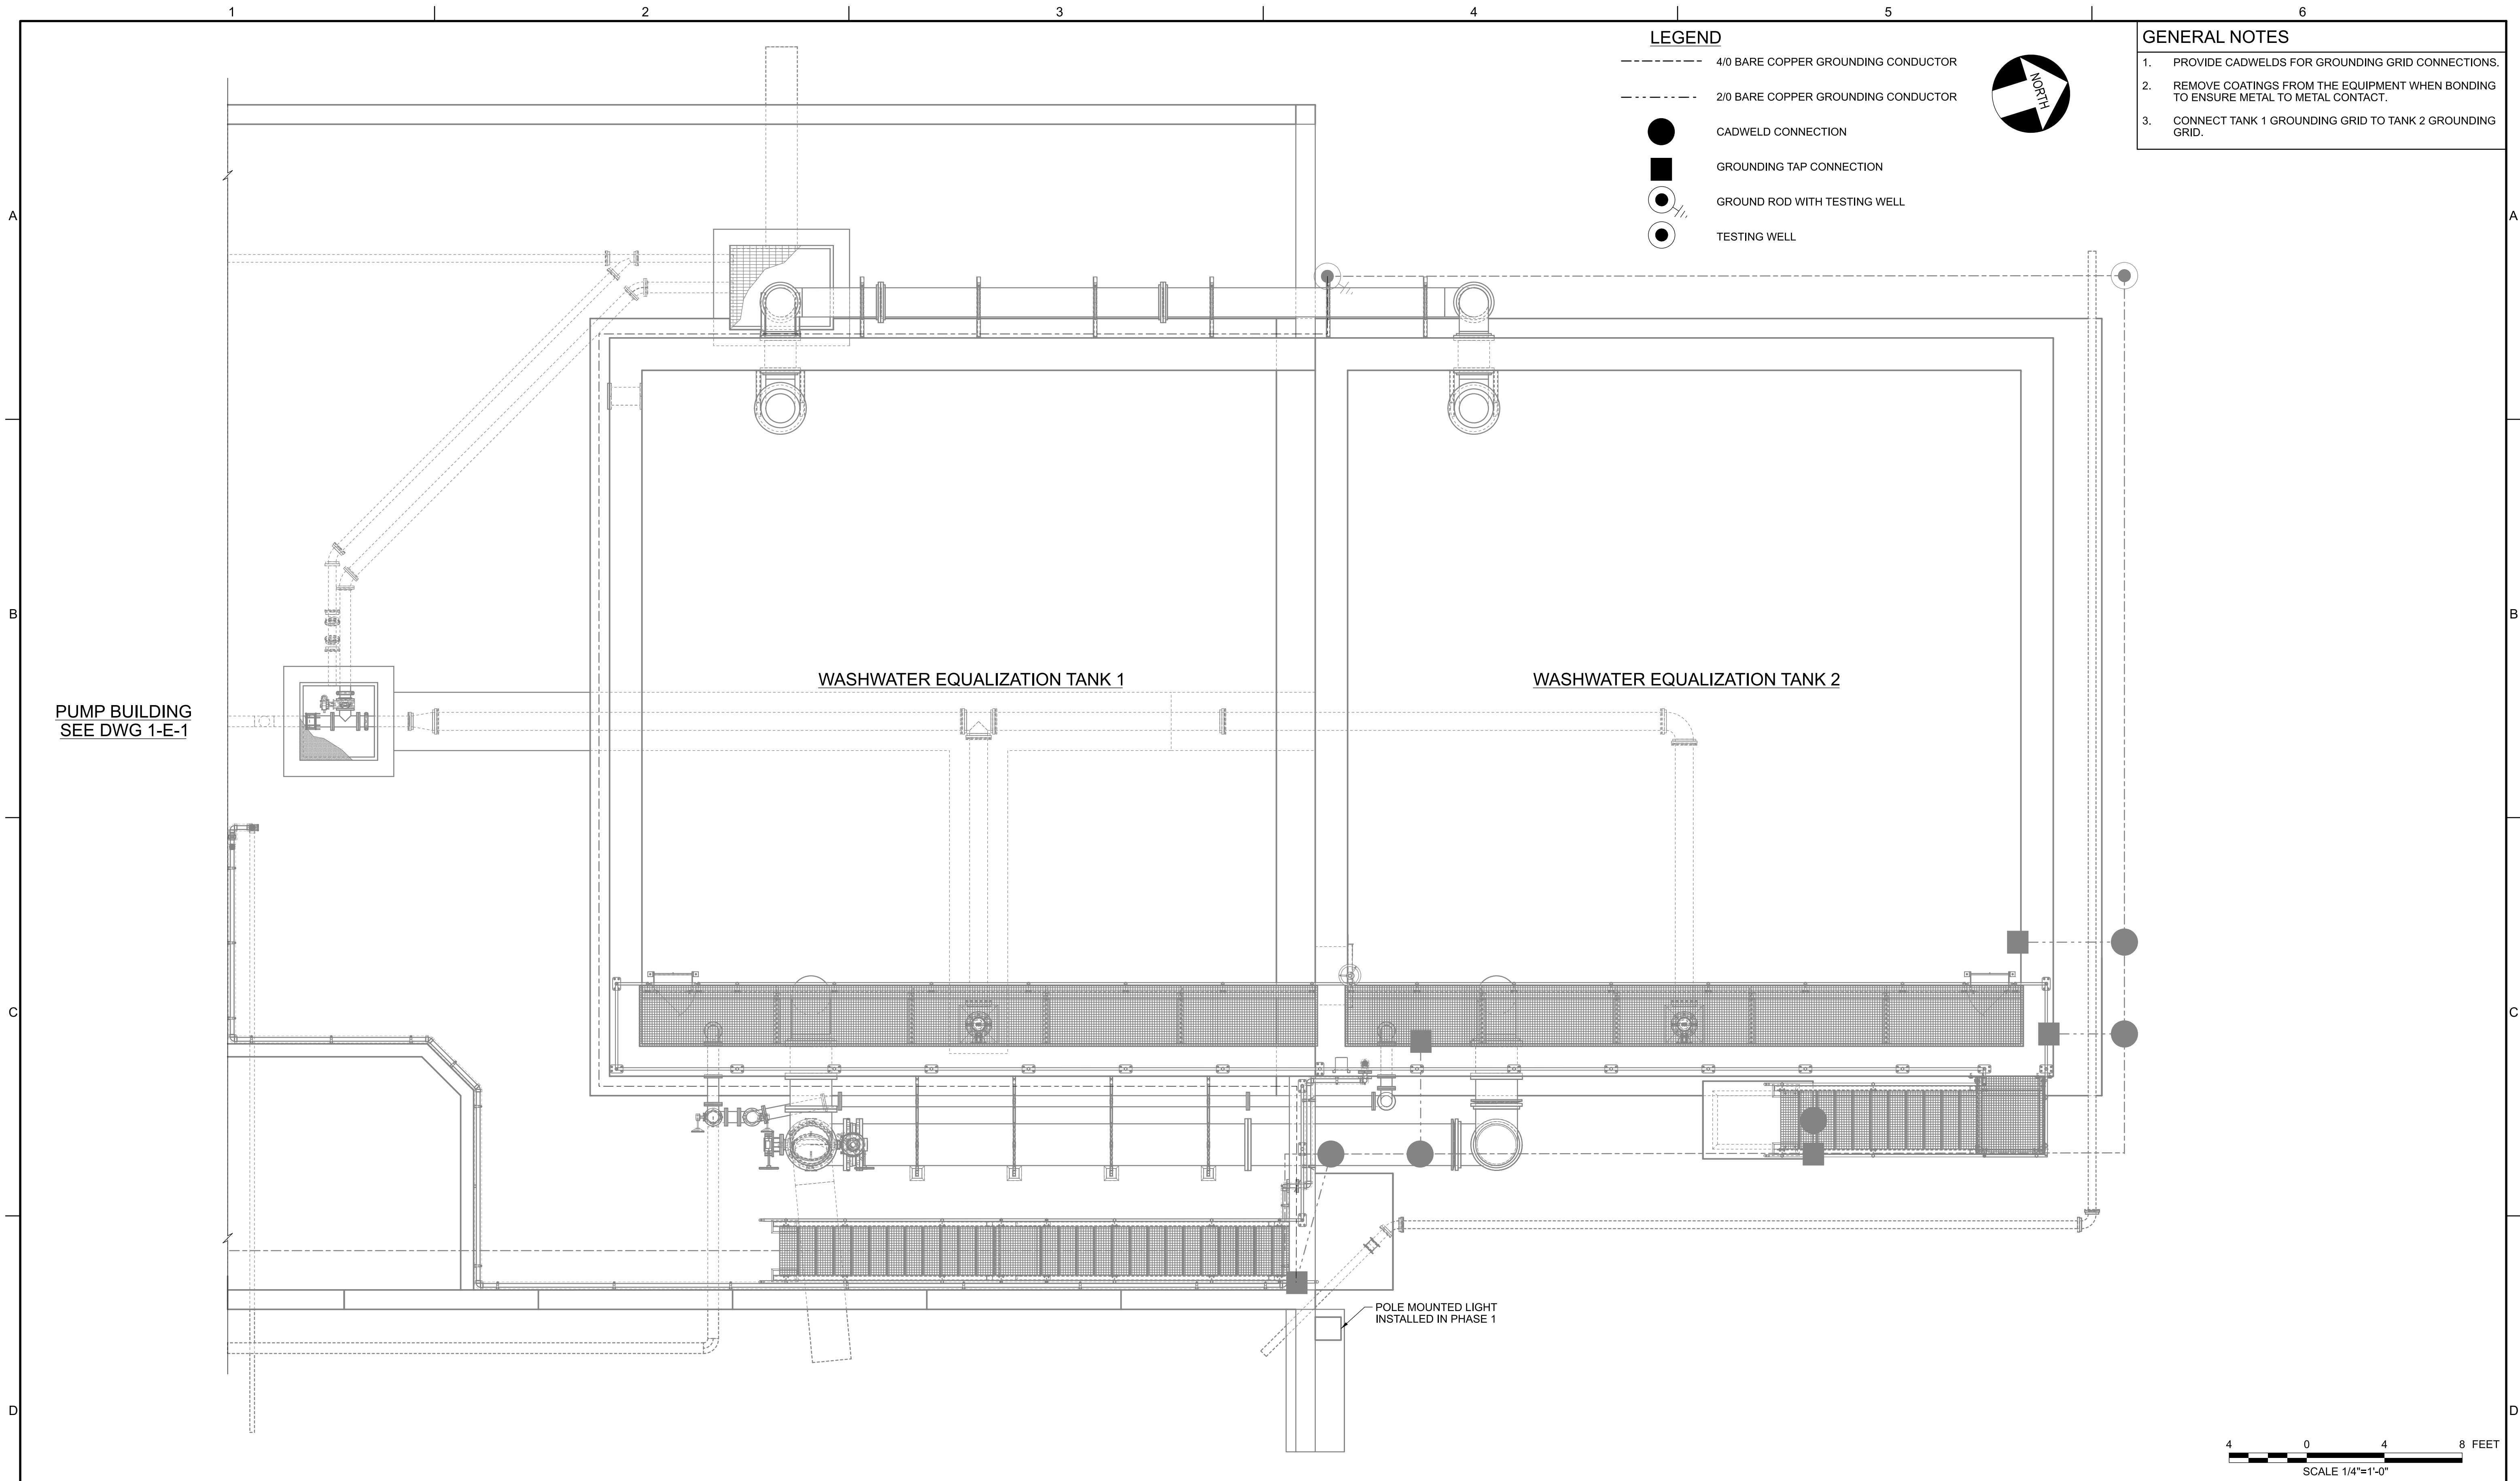 1 2 3 4 5 6
LEGEND
4/0 BARE COPPER GROUNDING CONDUCTOR
2/0 BARE COPPER GROUNDING CONDUCTOR
CADWELD CONNECTION
GROUNDING TAP CONNECTION
GROUND ROD WITH TESTING WELL
TESTING WELL
NORTH
GENERAL NOTES
1. PROVIDE CADWELDS FOR GROUNDING GRID CONNECTIONS.
2. REMOVE COATINGS FROM THE EQUIPMENT WHEN BONDING
TO ENSURE METAL TO METAL CONTACT.
3. CONNECT TANK 1 GROUNDING GRID TO TANK 2 GROUNDING
GRID.
A A
B B
WASHWATER EQUALIZATION TANK 1
WASHWATER EQUALIZATION TANK 2
PUMP BUILDING
SEE DWG 1-E-1
C C
POLE MOUNTED LIGHT
INSTALLED IN PHASE 1
D D
4 0 4 8 FEET
SCALE 1/4"=1'-0"